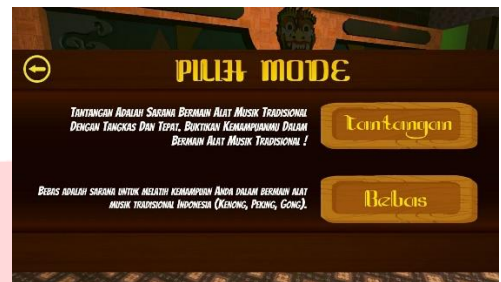 PILIH MODE
Tantangan Adalah Sarana Bermain Alat Musik Tradisional
Dengan Tangkas Dan Tepat. Buktikan Kemampuanmu Dalam
Bermain Alat Musik Tradisional !
Tantangan
Bebas adalah sarana untuk melatih kemampuan Anda dalam bermain alat
musik tradisional Indonesia (Kenong, Peking, Gong).
Bebas